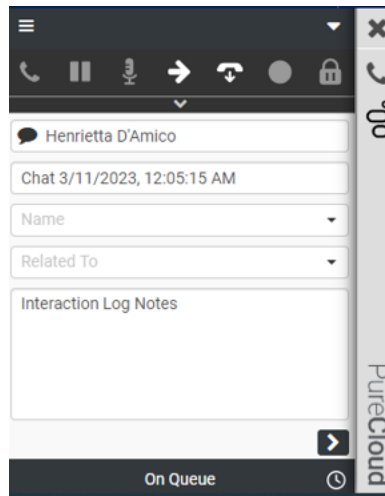 Henrietta D'Amico
Chat 3/11/2023, 12:05:15 AM
Name
Related To
Interaction Log Notes
On Queue
PureCloud